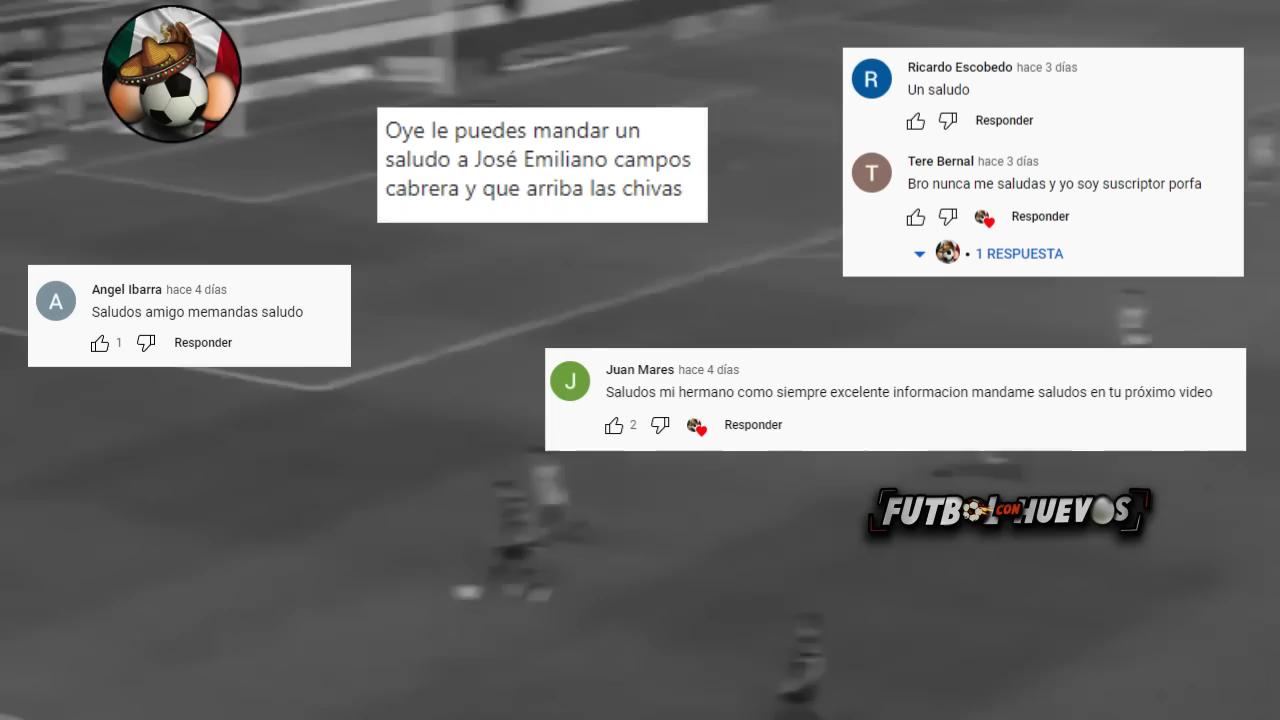 Oye le puedes mandar un
saludo a José Emiliano campos
cabrera y que arriba las chivas
R
Ricardo Escobedo hace 3 días
Un saludo
Responder
T
Tere Bernal hace 3 días
Bro nunca me saludas y yo soy suscriptor porfa
Responder
• 1 RESPUESTA
A
Angel Ibarra hace 4 días
Saludos amigo memandas saludo
1 Responder
J
Juan Mares hace 4 días
Saludos mi hermano como siempre excelente informacion mandame saludos en tu próximo video
2 Responder
FUTBOL CON HUEVOS